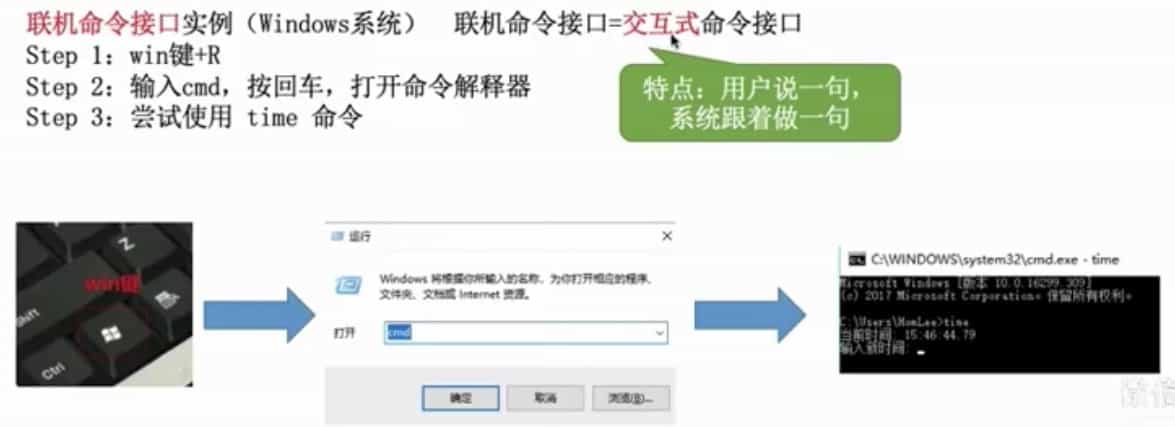 联机命令接口实例（Windows系统） 联机命令接口=交互式命令接口
Step 1：win键+R
Step 2：输入cmd，按回车，打开命令解释器
Step 3：尝试使用 time 命令
特点：用户说一句，
系统跟着做一句
Z
win键
Shift
Ctrl
运行
Windows 将根据你所输入的名称，为你打开相应的程序、
文件夹、文档或 Internet 资源。
打开
cmd
确定 取消 浏览(B)...
C:\WINDOWS\system32\cmd.exe - time
Microsoft Windows [版本 10.0.16299.309]
(c) 2017 Microsoft Corporation。保留所有权利。
C:\Users\HomLee>time
当前时间: 15:46:44.79
输入新时间: